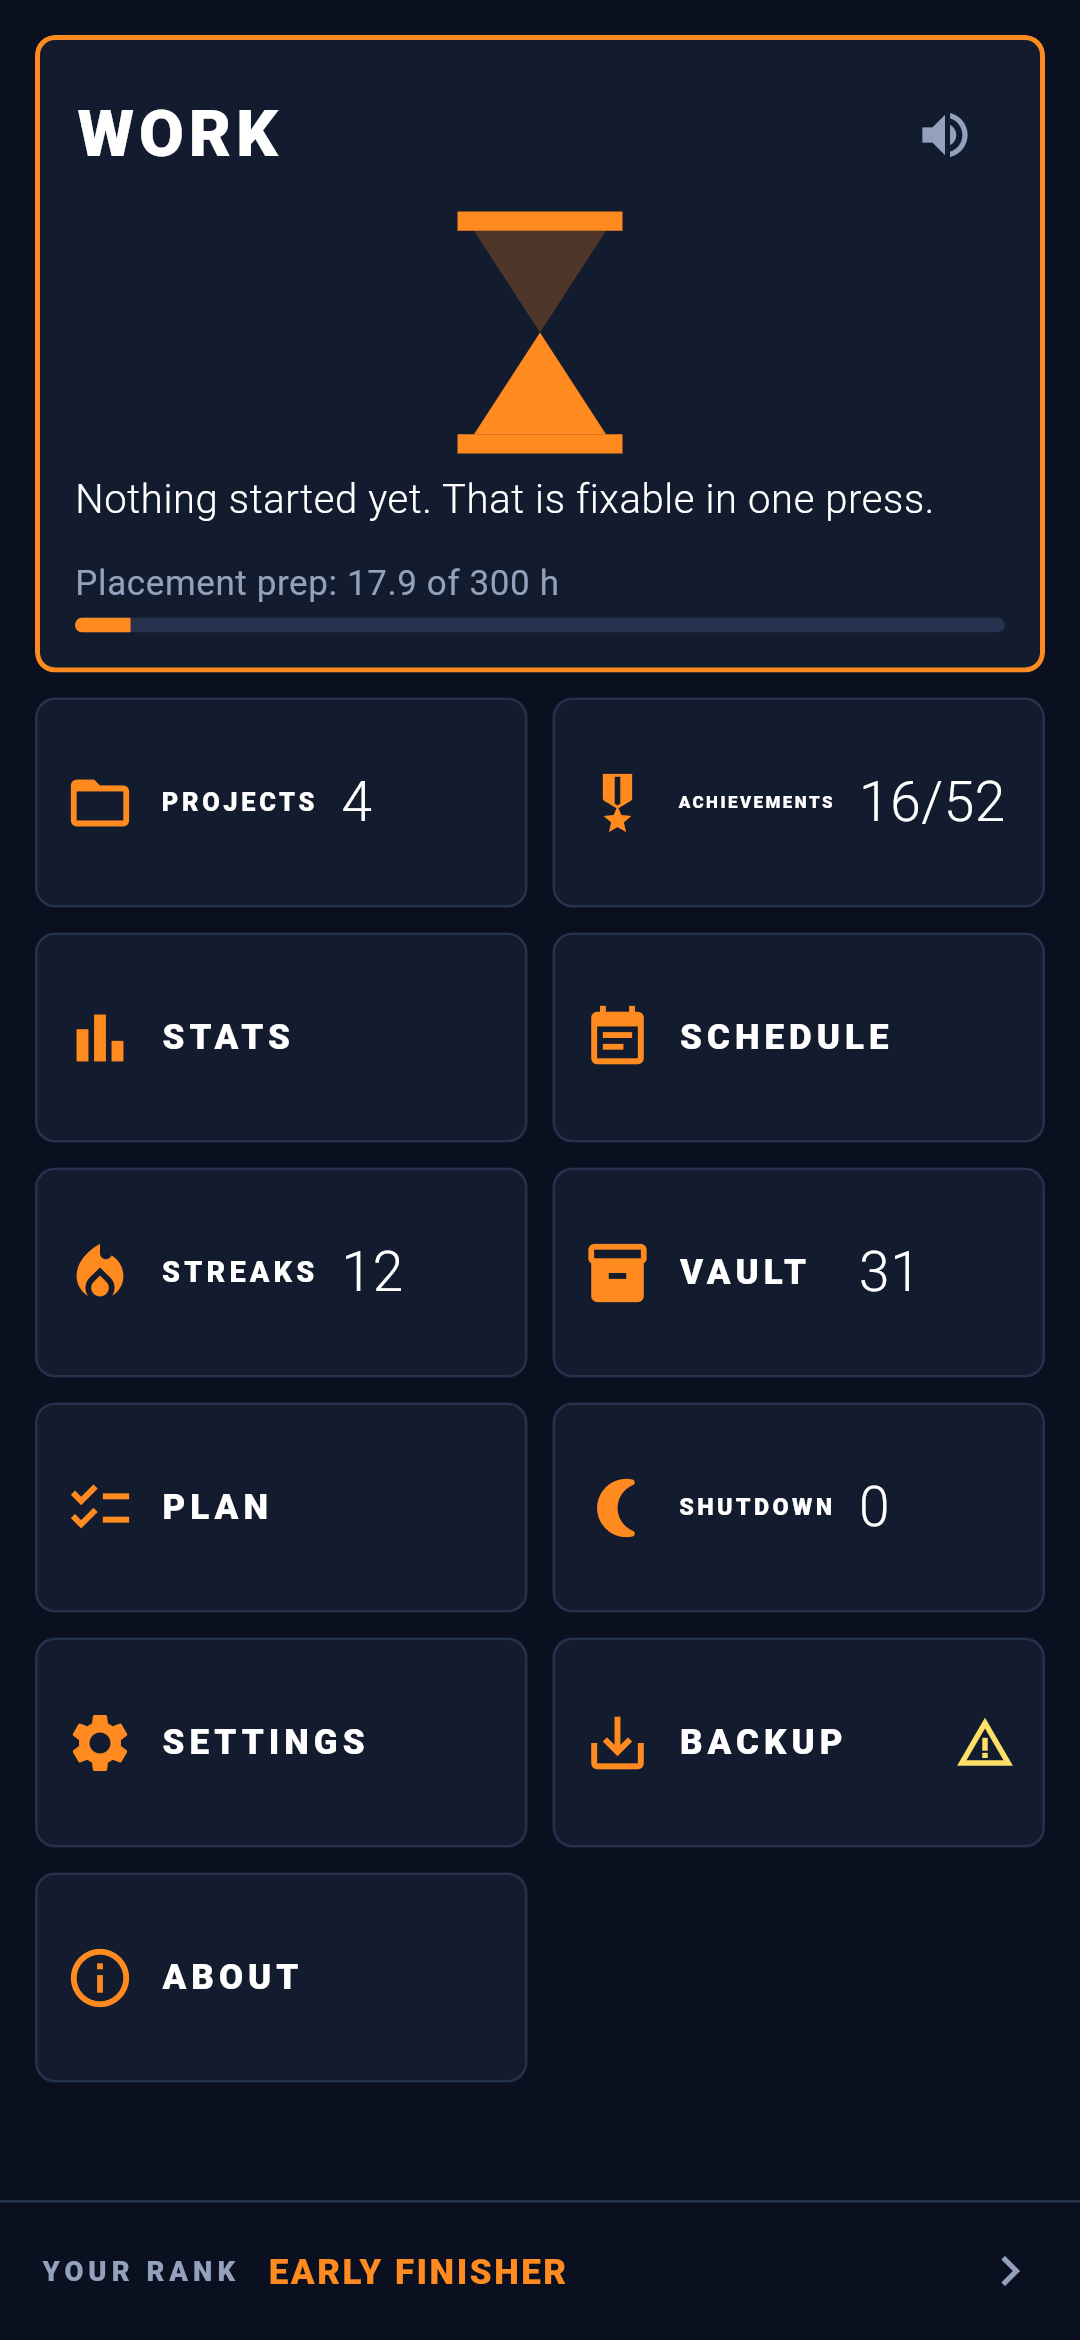 WORK
Nothing started yet. That is fixable in one press.
Placement prep: 17.9 of 300 h
PROJECTS 4
ACHIEVEMENTS 16/52
STATS
SCHEDULE
STREAKS 12
VAULT 31
PLAN
SHUTDOWN 0
SETTINGS
BACKUP
ABOUT
YOUR RANK EARLY FINISHER